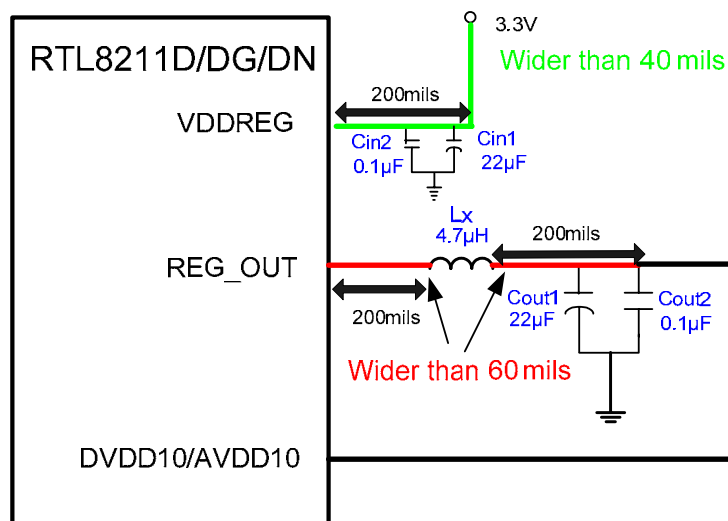 3.3V
RTL8211D/DG/DN
Wider than 40 mils
200mils
VDDREG
Cin2
0.1µF
Cin1
22µF
Lx
4.7µH
200mils
REG_OUT
200mils
Cout1
22µF
Cout2
0.1µF
Wider than 60 mils
DVDD10/AVDD10